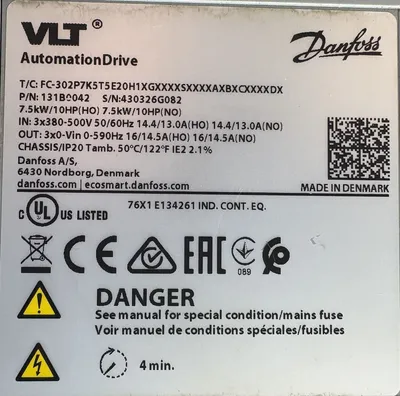 VLT®
Danfoss
AutomationDrive
T/C: FC-302P7K5T5E20H1XGXXXXSXXXXAXBXCXXXXDX
P/N: 131B0042 S/N:430326G082
7.5kW/10HP(HO) 7.5kW/10HP(NO)
IN: 3x380-500V 50/60Hz 14.4/13.0A(HO) 14.4/13.0A(NO)
OUT: 3x0-Vin 0-590Hz 16/14.5A(HO) 16/14.5A(NO)
CHASSIS/IP20 Tamb. 50°C/122°F IE2 2.1%
Danfoss A/S,
6430 Nordborg, Denmark
danfoss.com | ecosmart.danfoss.com
MADE IN DENMARK
c UL US LISTED
76X1 E134261 IND. CONT. EQ.
CE
EAC
089
DANGER
See manual for special condition/mains fuse
Voir manuel de conditions spéciales/fusibles
4 min.